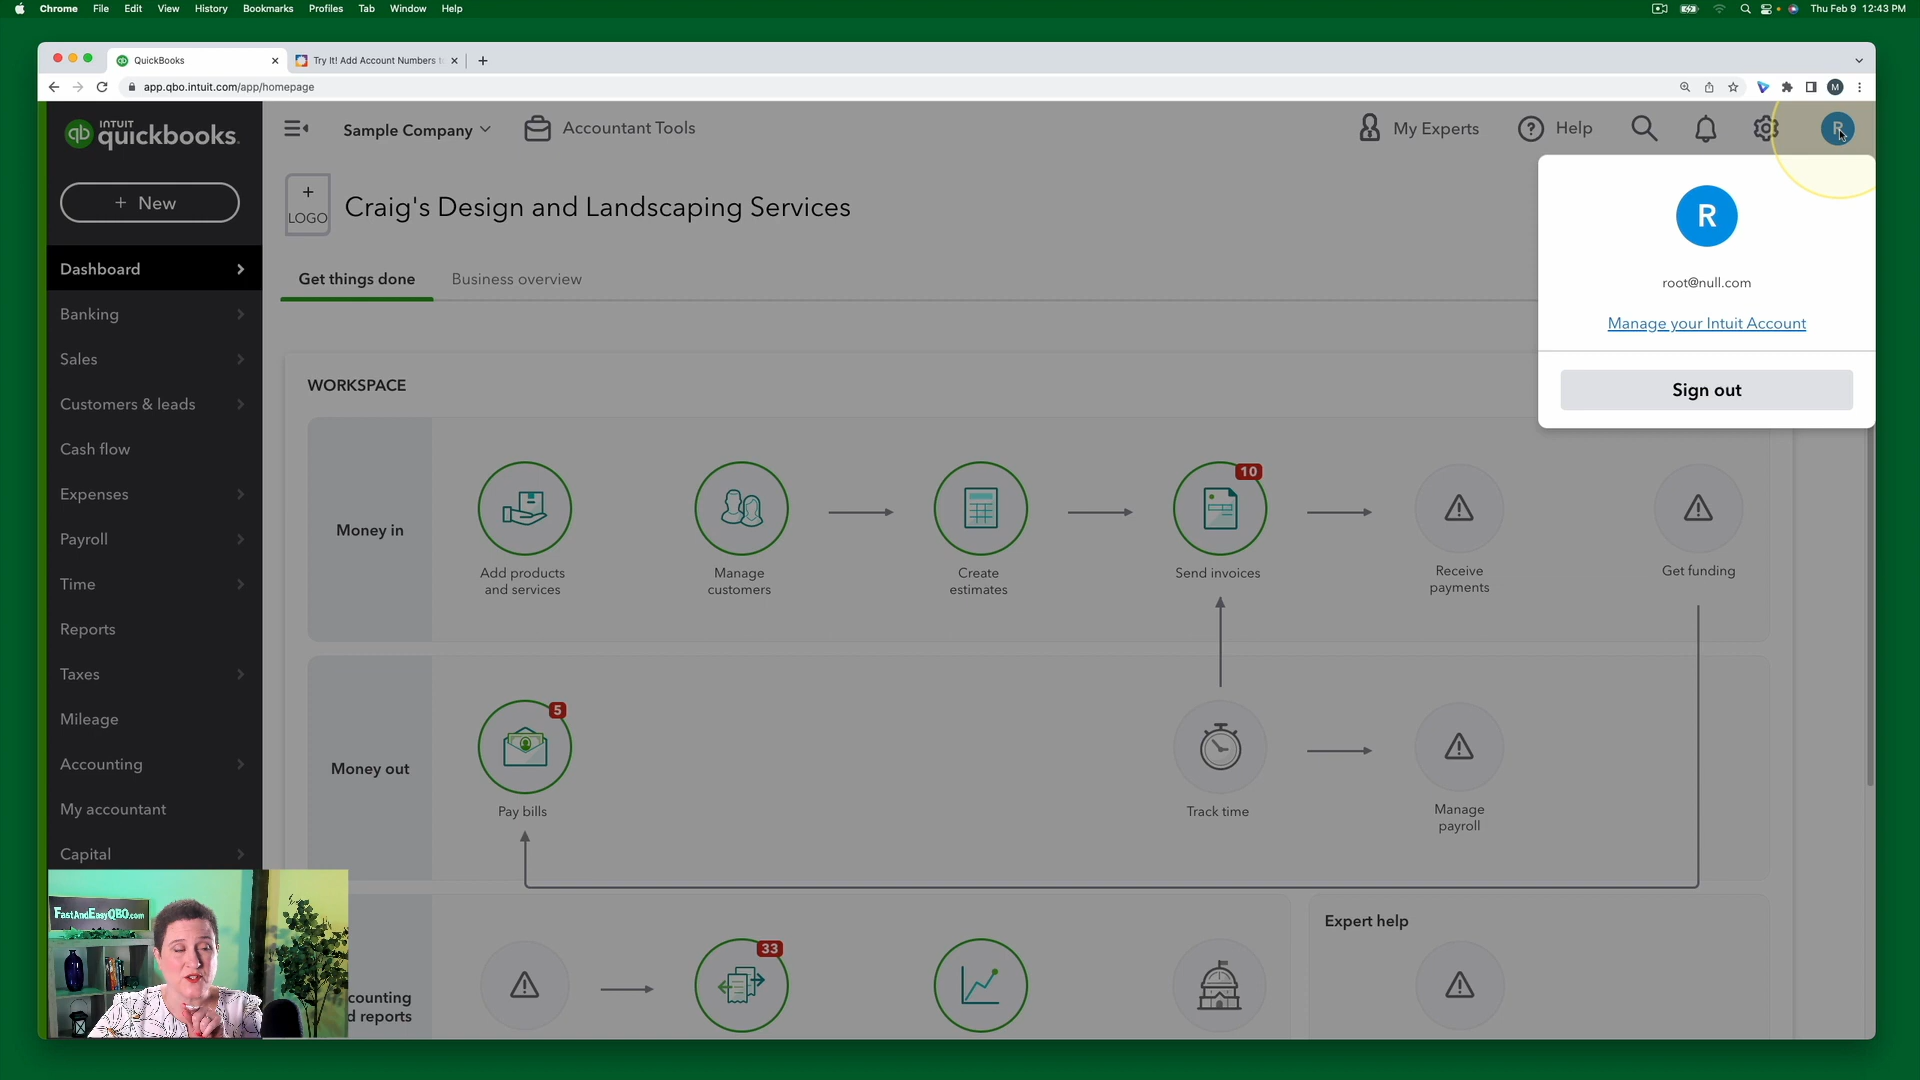 Chrome File Edit View History Bookmarks Profiles Tab Window Help
Thu Feb 9 12:43 PM
QuickBooks
Try It! Add Account Numbers t
app.qbo.intuit.com/app/homepage
M
INTUIT
qb quickbooks.
Sample Company
Accountant Tools
My Experts
? Help
R
+ New
+
LOGO
Craig's Design and Landscaping Services
R
root@null.com
Manage your Intuit Account
Sign out
Get things done
Business overview
Dashboard
Banking
Sales
Customers & leads
Cash flow
Expenses
Payroll
Time
Reports
Taxes
Mileage
Accounting
My accountant
Capital
WORKSPACE
Money in
Add products
and services
Manage
customers
Create
estimates
10
Send invoices
Receive
payments
Get funding
Money out
5
Pay bills
Track time
Manage
payroll
counting
d reports
33
Expert help
FastAndEasyQBO.com